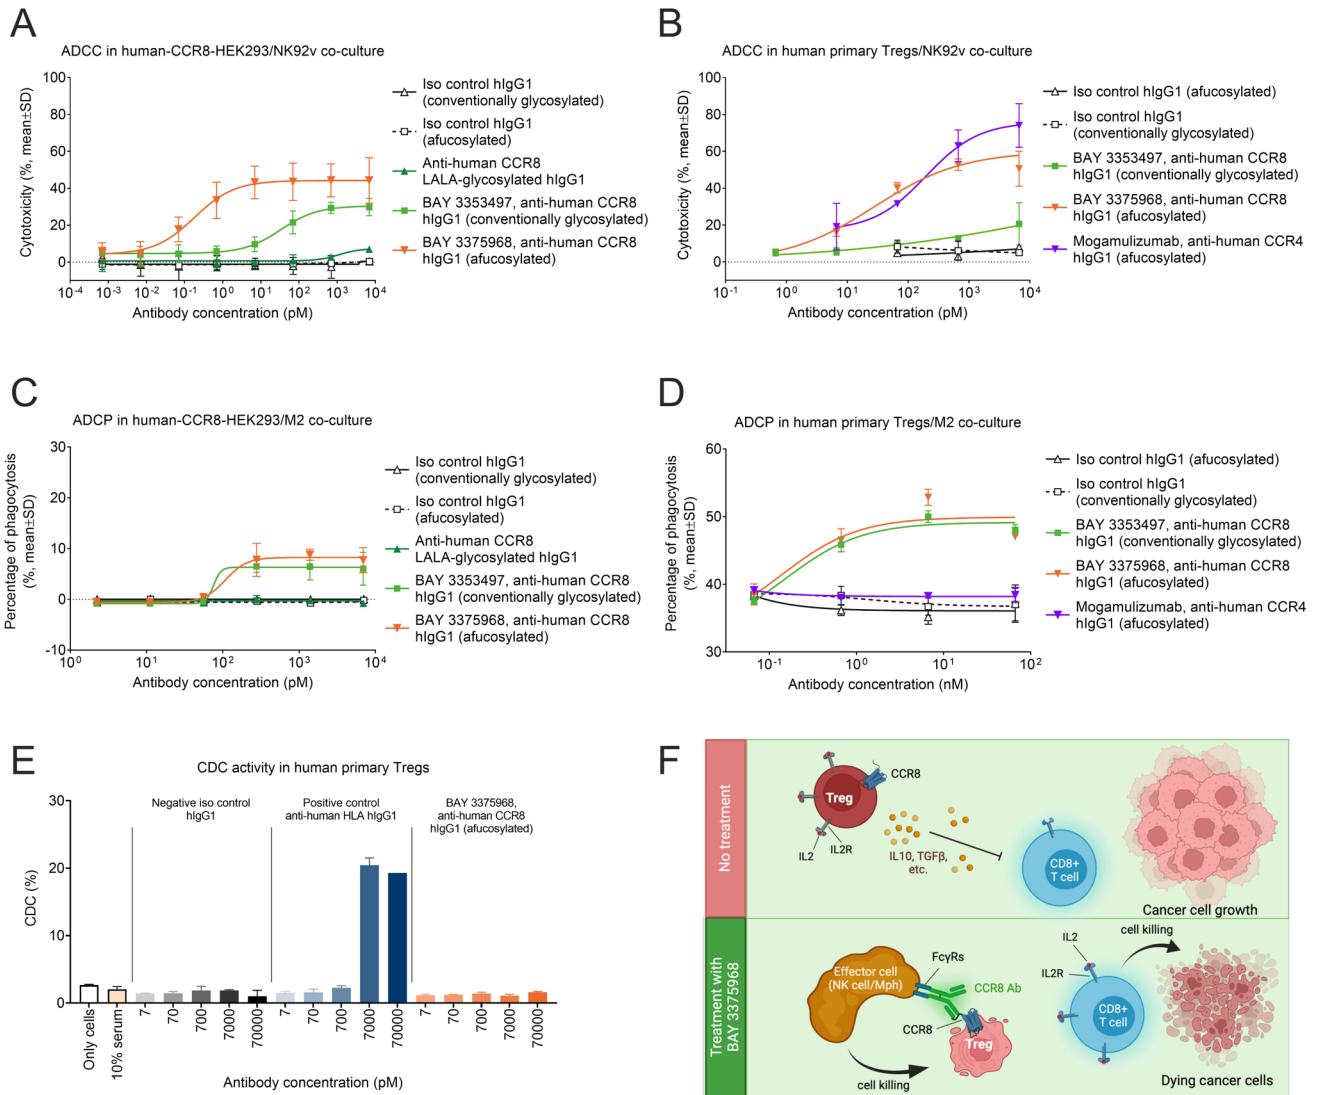 A
ADCC in human-CCR8-HEK293/NK92v co-culture
Cytotoxicity (%, mean±SD)
100
80
60
40
20
0
10⁻⁴
10⁻³
10⁻²
10⁻¹
10⁰
10¹
10²
10³
10⁴
Antibody concentration (pM)
Iso control hIgG1
(conventionally glycosylated)
Iso control hIgG1
(afucosylated)
Anti-human CCR8
LALA-glycosylated hIgG1
BAY 3353497, anti-human CCR8
hIgG1 (conventionally glycosylated)
BAY 3375968, anti-human CCR8
hIgG1 (afucosylated)
B
ADCC in human primary Tregs/NK92v co-culture
Cytotoxicity (%, mean±SD)
100
80
60
40
20
0
10⁻¹
10⁰
10¹
10²
10³
10⁴
Antibody concentration (pM)
Iso control hIgG1 (afucosylated)
Iso control hIgG1
(conventionally glycosylated)
BAY 3353497, anti-human CCR8
hIgG1 (conventionally glycosylated)
BAY 3375968, anti-human CCR8
hIgG1 (afucosylated)
Mogamulizumab, anti-human CCR4
(afucosylated)
C
ADCP in human-CCR8-HEK293/M2 co-culture
Percentage of phagocytosis
(%, mean±SD)
30
20
10
0
-10
10⁰
10¹
10²
10³
10⁴
Antibody concentration (pM)
Iso control hIgG1
(conventionally glycosylated)
Iso control hIgG1
(afucosylated)
Anti-human CCR8
LALA-glycosylated hIgG1
BAY 3353497, anti-human CCR8
hIgG1 (conventionally glycosylated)
BAY 3375968, anti-human CCR8
hIgG1 (afucosylated)
D
ADCP in human primary Tregs/M2 co-culture
Percentage of phagocytosis
(%, mean±SD)
60
50
40
30
10⁻¹
10⁰
10¹
10²
Antibody concentration (nM)
Iso control hIgG1 (afucosylated)
Iso control hIgG1
(conventionally glycosylated)
BAY 3353497, anti-human CCR8
hIgG1 (conventionally glycosylated)
BAY 3375968, anti-human CCR8
hIgG1 (afucosylated)
Mogamulizumab, anti-human CCR4
hIgG1 (afucosylated)
E
CDC activity in human primary Tregs
CDC (%)
30
20
10
0
Negative iso control
hIgG1
Positive control
anti-human HLA hIgG1
BAY 3375968,
anti-human CCR8
hIgG1 (afucosylated)
Only cells
10% serum
7
70
700
7000
70000
7
70
700
7000
70000
7
70
700
7000
70000
Antibody concentration (pM)
F
No treatment
Treg
CCR8
IL2
IL2R
IL10, TGFβ,
etc.
CD8+
T cell
Cancer cell growth
Treatment with
BAY 3375968
Effector cell
(NK cell/Mph)
FcγRs
CCR8 Ab
CCR8
Treg
cell killing
IL2
IL2R
CD8+
T cell
cell killing
Dying cancer cells